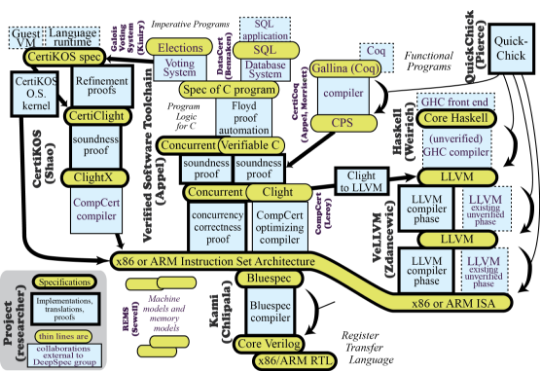 Guest
VM
Language
runtime
CertiKOS spec
CertiKOS
O.S.
kernel
Refinement
proofs
CertiClight
soundness
proof
ClightX
CompCert
compiler
CertiKOS
(Shao)
Galois
Voting
System
(Kiniry)
Imperative Programs
Elections
Voting
System
DataCert
(Benzaken)
SQL
application
SQL
Database
System
Spec of C program
Program
Logic
for C
Floyd
proof
automation
Concurrent
Verifiable C
soundness
proof
soundness
proof
Concurrent
Clight
concurrency
correctness
proof
CompCert
optimizing
compiler
Verified Software Toolchain
(Appel)
CompCert
(Leroy)
CertiCoq
(Appel, Morrisett)
Coq
Gallina (Coq)
compiler
CPS
Functional
Programs
QuickChick
(Pierce)
Quick-
Chick
Haskell
(Weirich)
GHC front end
Core Haskell
(unverified)
GHC compiler
Clight
to LLVM
LLVM
VeLLVM
(Zdancewic)
LLVM
compiler
phase
LLVM
existing
unverified
phase
LLVM
LLVM
compiler
phase
LLVM
existing
unverified
phase
x86 or ARM Instruction Set Architecture
x86 or ARM ISA
Project
(researcher)
Specifications
Implementations,
translations,
proofs
thin lines are
collaborations
external to
DeepSpec group
REMS
(Sewell)
Machine
models and
memory
models
Kami
(Chlipala)
Bluespec
Bluespec
compiler
Core Verilog
x86/ARM RTL
Register
Transfer
Language